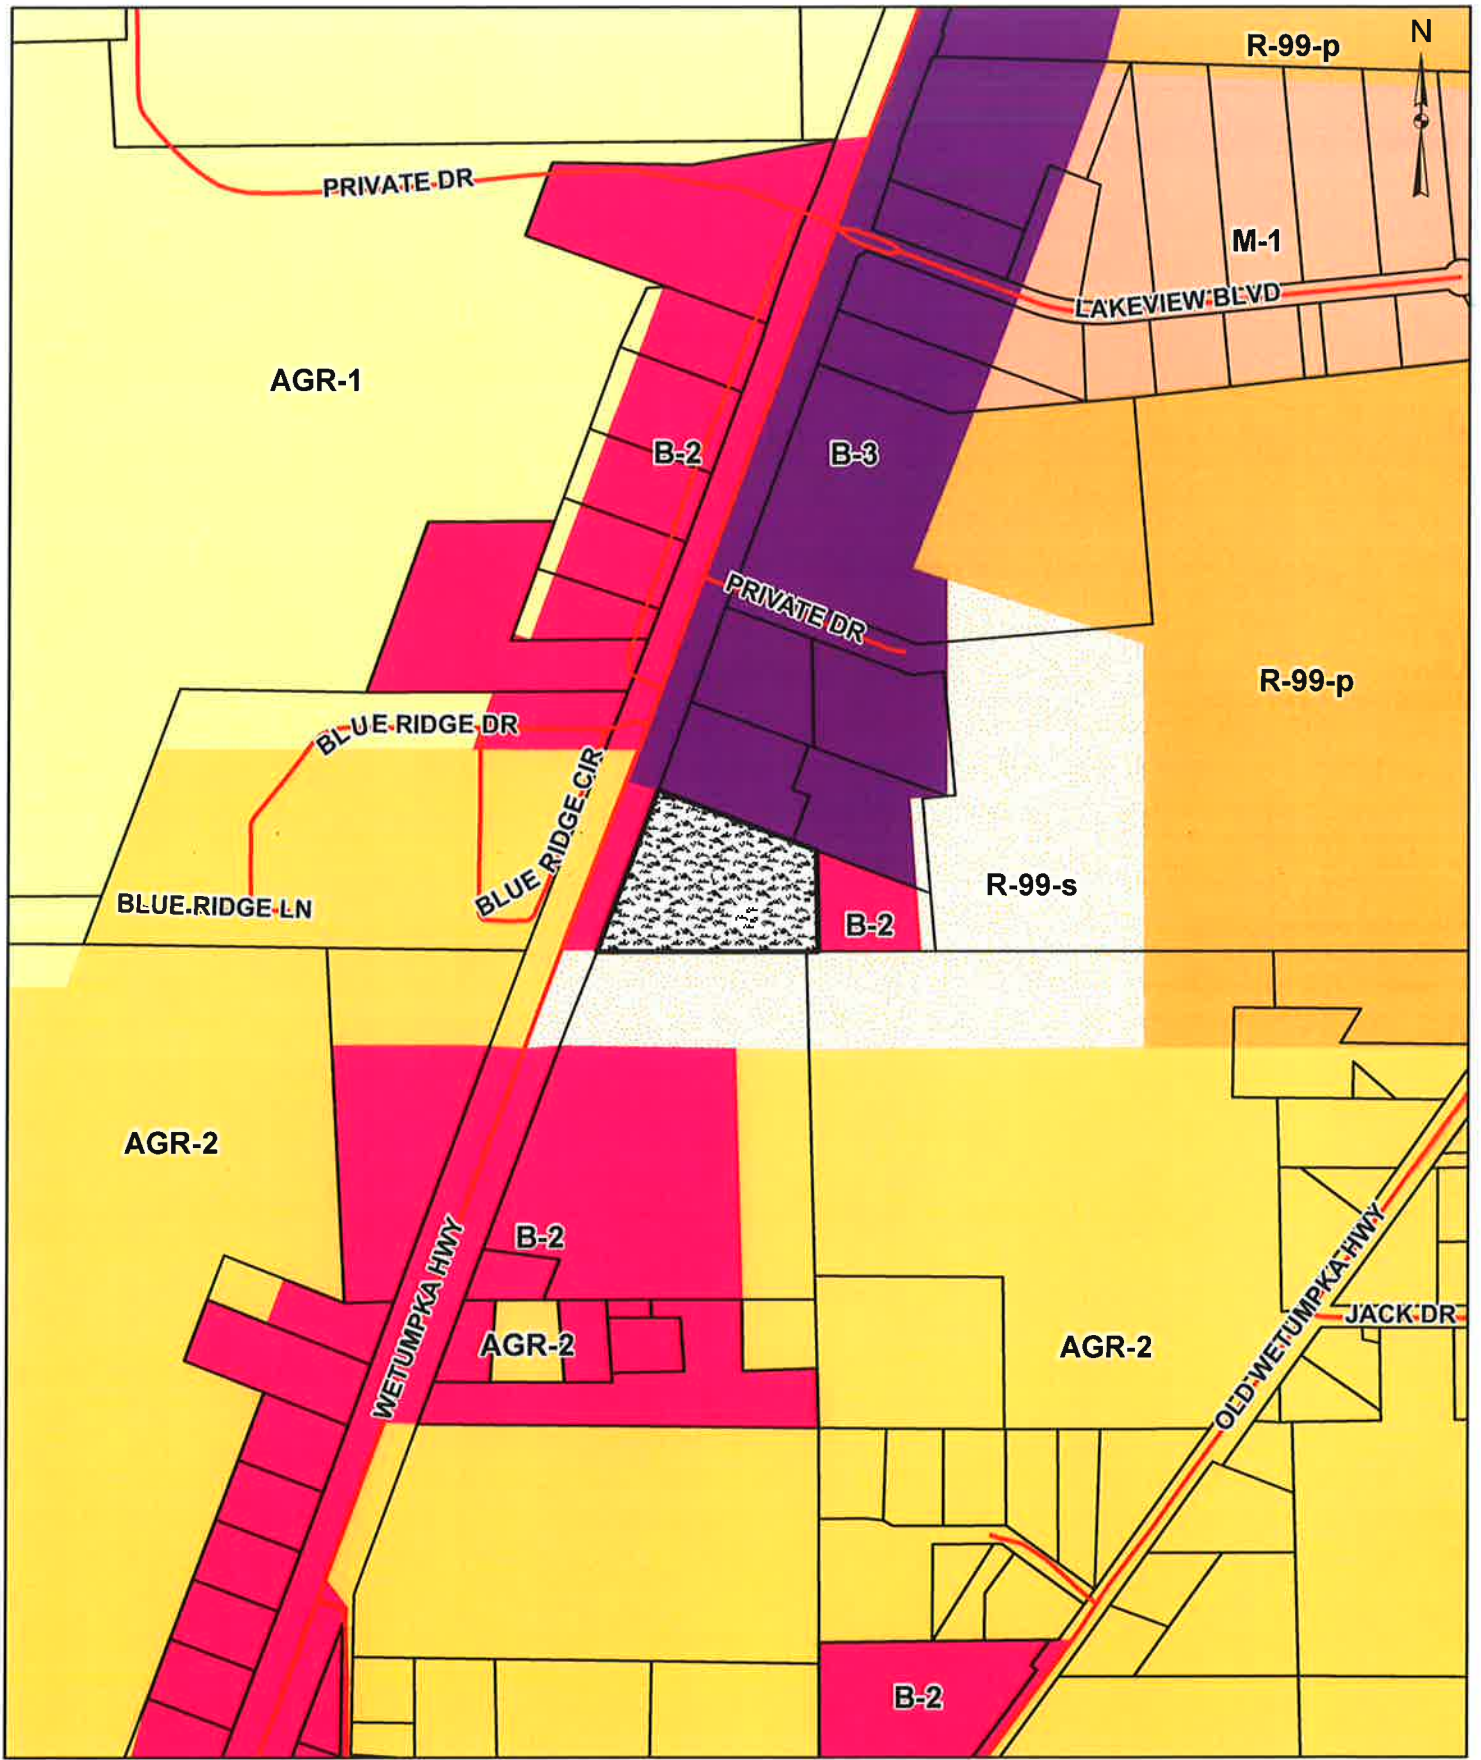 R-99-p
N
PRIVATE DR
M-1
LAKEVIEW BLVD
AGR-1
B-2
B-3
PRIVATE DR
R-99-p
BLUE RIDGE DR
BLUE RIDGE CIR
R-99-s
BLUE RIDGE LN
B-2
AGR-2
B-2
WETUMPKA HWY
OLD WETUMPKA HWY
JACK DR
AGR-2
AGR-2
B-2